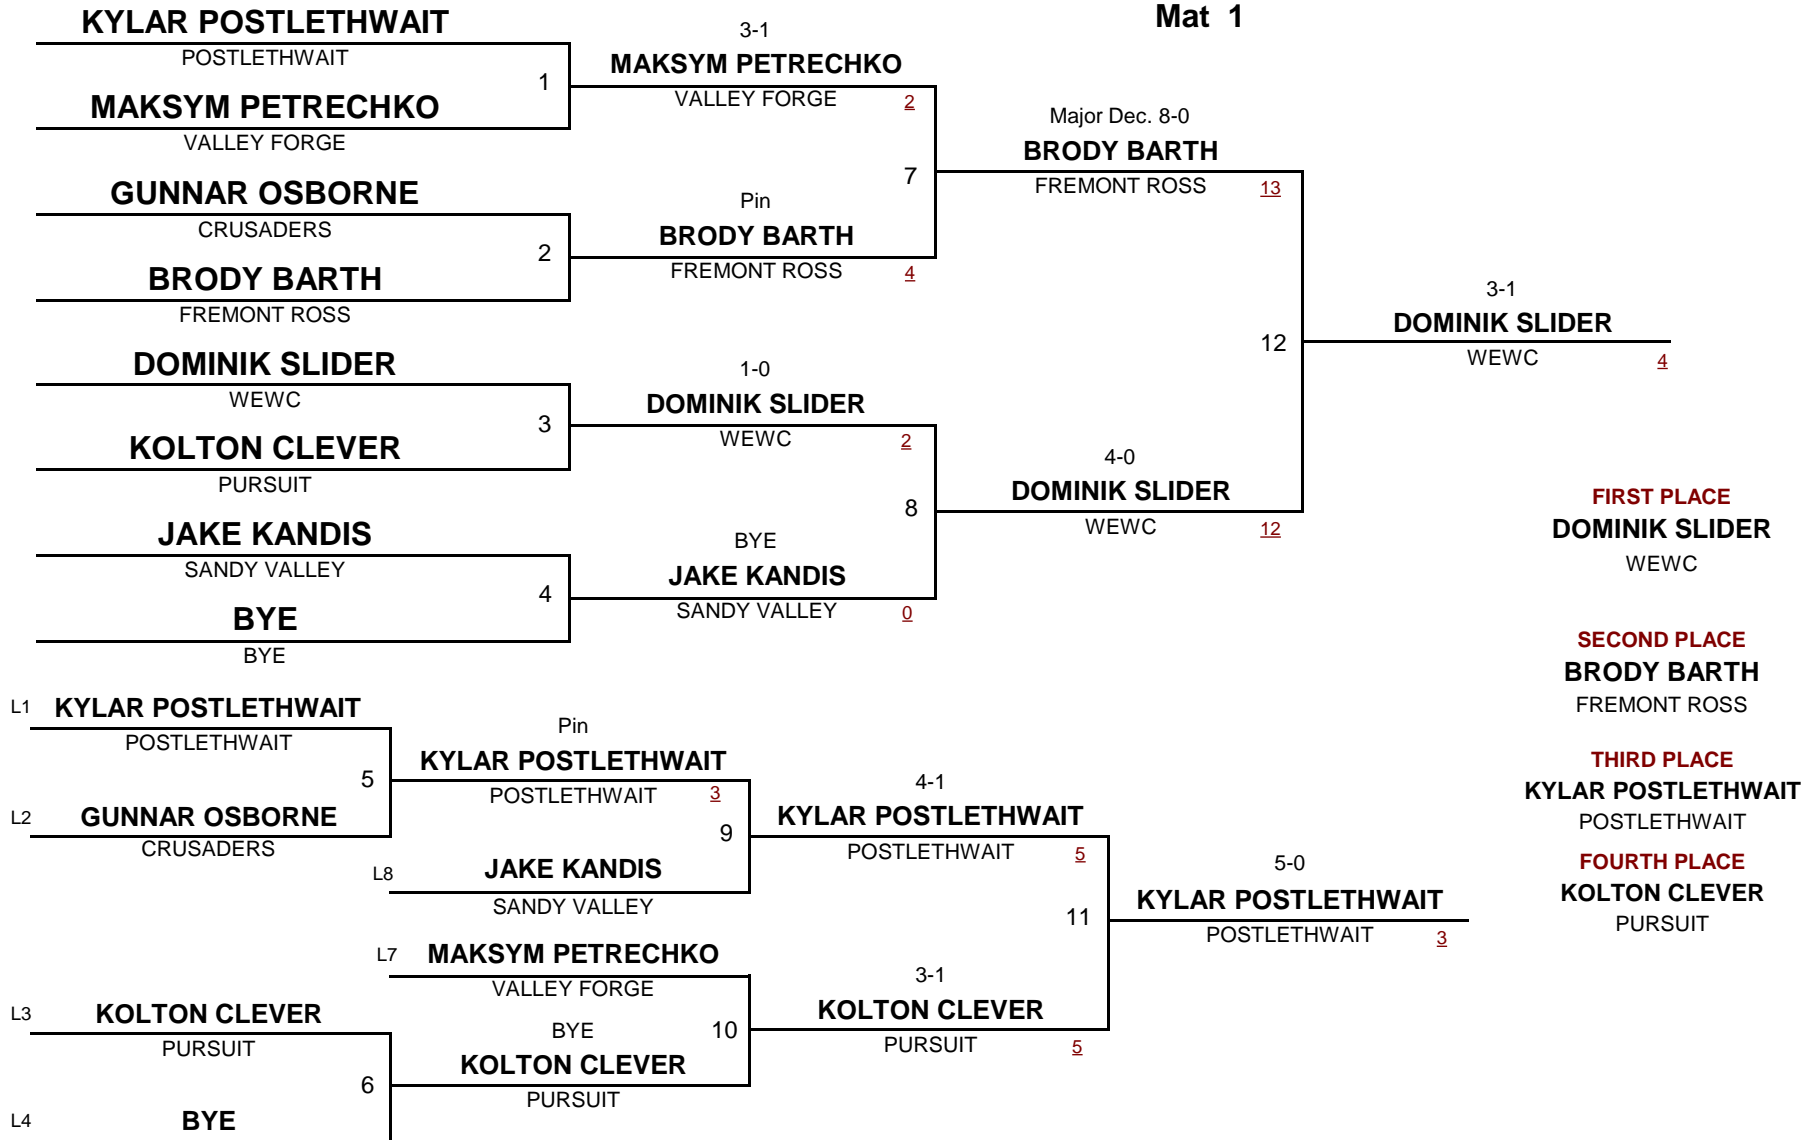 Mat 1
KYLAR POSTLETHWAIT
POSTLETHWAIT
1
MAKSYM PETRECHKO
VALLEY FORGE
3-1
MAKSYM PETRECHKO
VALLEY FORGE 2
GUNNAR OSBORNE
CRUSADERS
2
BRODY BARTH
FREMONT ROSS
Pin
BRODY BARTH
FREMONT ROSS 4
7
Major Dec. 8-0
BRODY BARTH
FREMONT ROSS 13
DOMINIK SLIDER
WEWC
3
KOLTON CLEVER
PURSUIT
1-0
DOMINIK SLIDER
WEWC 2
JAKE KANDIS
SANDY VALLEY
4
BYE
BYE
BYE
JAKE KANDIS
SANDY VALLEY 0
8
4-0
DOMINIK SLIDER
WEWC 12
12
3-1
DOMINIK SLIDER
WEWC 4
FIRST PLACE
DOMINIK SLIDER
WEWC
SECOND PLACE
BRODY BARTH
FREMONT ROSS
THIRD PLACE
KYLAR POSTLETHWAIT
POSTLETHWAIT
FOURTH PLACE
KOLTON CLEVER
PURSUIT
L1 KYLAR POSTLETHWAIT
POSTLETHWAIT
5
L2 GUNNAR OSBORNE
CRUSADERS
Pin
KYLAR POSTLETHWAIT
POSTLETHWAIT 3
9
L8 JAKE KANDIS
SANDY VALLEY
4-1
KYLAR POSTLETHWAIT
POSTLETHWAIT 5
L7 MAKSYM PETRECHKO
VALLEY FORGE
L3 KOLTON CLEVER
PURSUIT
6
L4 BYE
BYE
KOLTON CLEVER
PURSUIT
10
3-1
KOLTON CLEVER
PURSUIT 5
11
5-0
KYLAR POSTLETHWAIT
POSTLETHWAIT 3